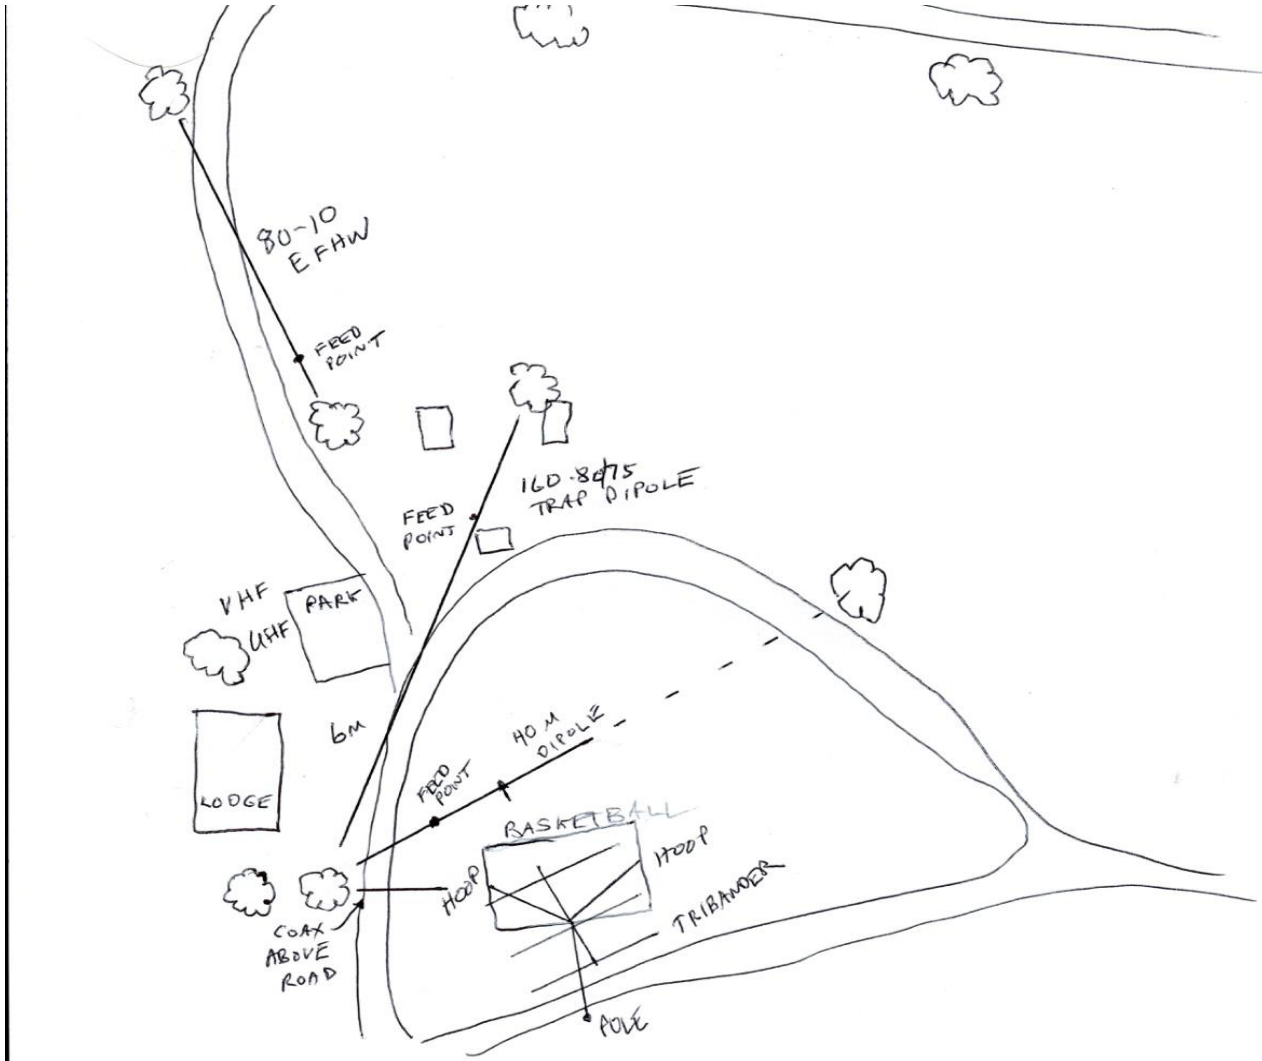 80-10
EFHW
FEED
POINT
160-80/75
TRAP DIPOLE
FEED
POINT
VHF
UHF
PARK
6M
LODGE
40 M
DIPOLE
FEED
POINT
BASKETBALL
HOOP
HOOP
TRIBANDER
COAX
ABOVE
ROAD
POLE